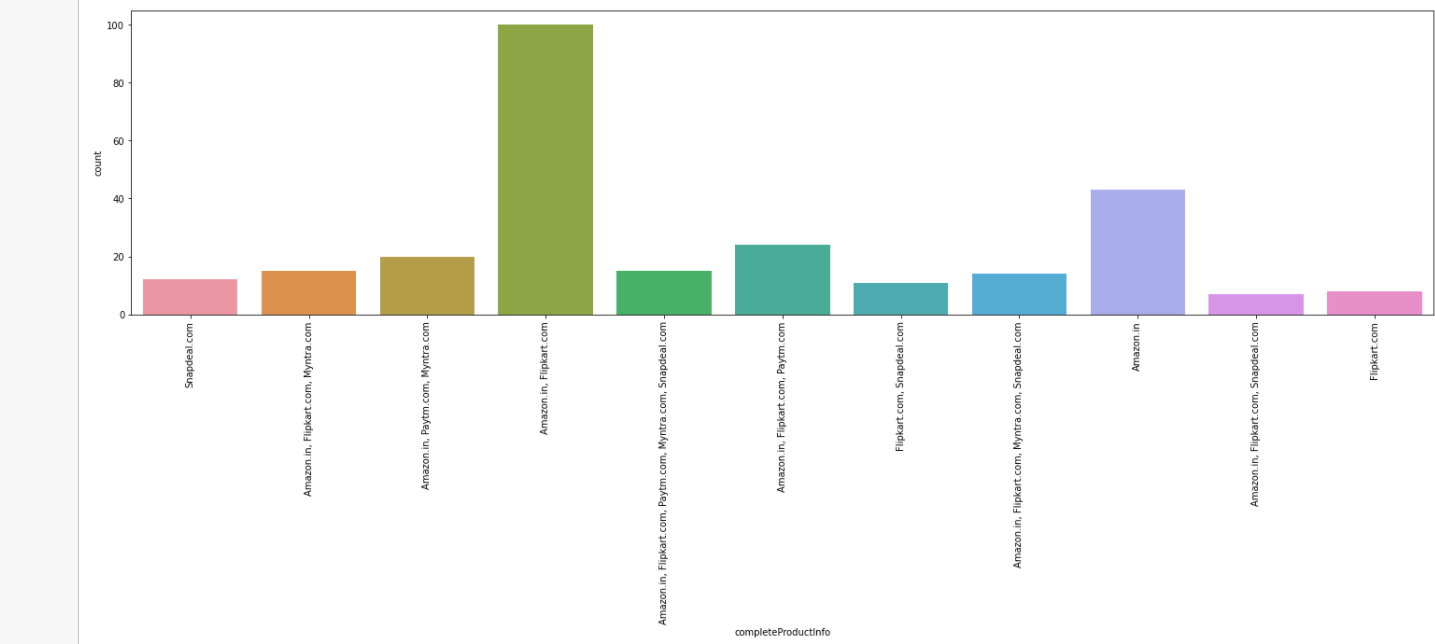 100
80
60
40
20
0
count
Snapdeal.com
Amazon.in, Flipkart.com, Myntra.com
Amazon.in, Paytm.com, Myntra.com
Amazon.in, Flipkart.com
Amazon.in, Flipkart.com, Paytm.com, Myntra.com, Snapdeal.com
Amazon.in, Flipkart.com, Paytm.com
Flipkart.com, Snapdeal.com
Amazon.in, Flipkart.com, Myntra.com, Snapdeal.com
Amazon.in
Amazon.in, Flipkart.com, Snapdeal.com
Flipkart.com
completeProductInfo